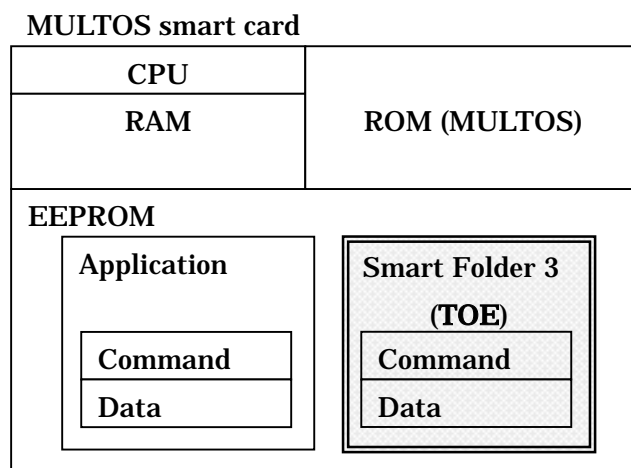 MULTOS smart card
CPU
RAM
ROM (MULTOS)
EEPROM
Application
Command
Data
Smart Folder 3
(TOE)
Command
Data